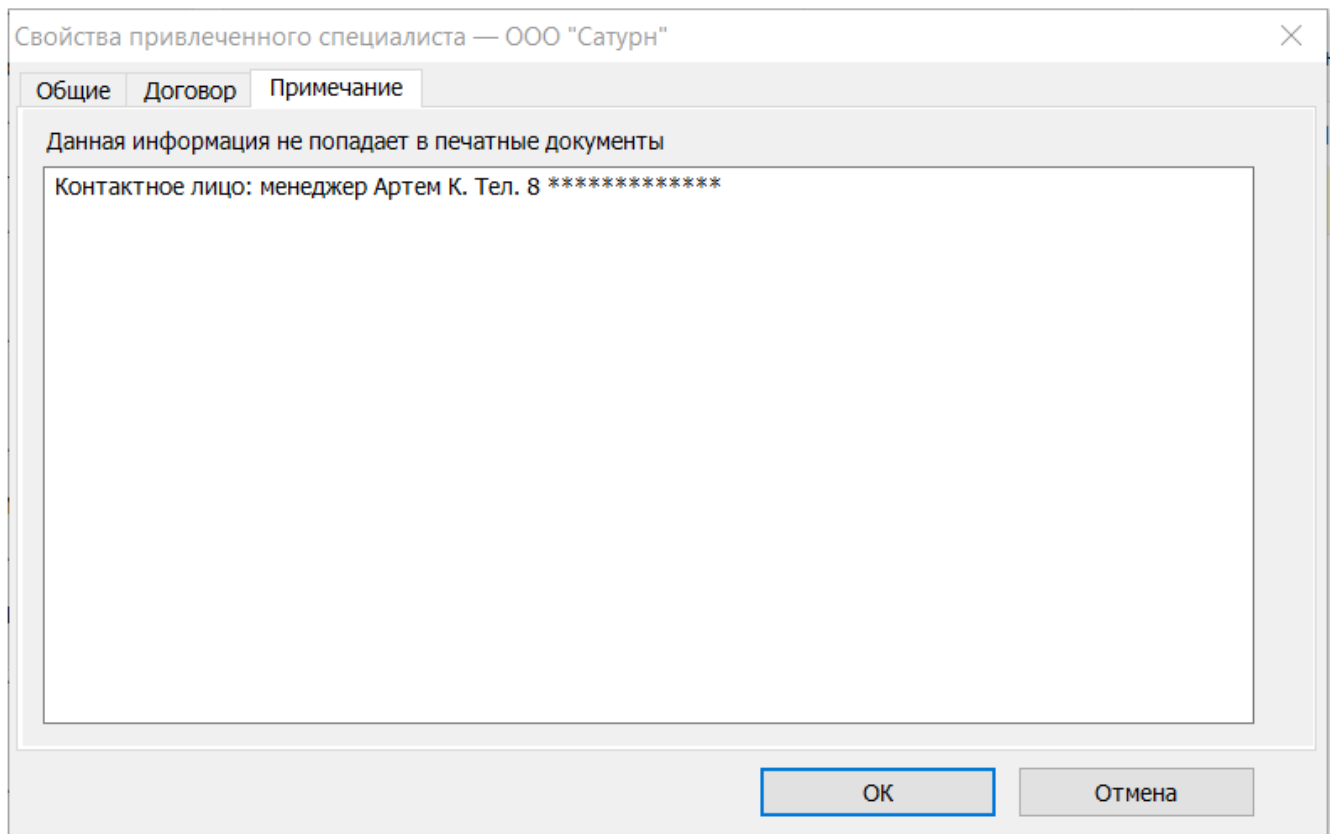 Свойства привлеченного специалиста — ООО "Сатурн"
Общие Договор Примечание
Данная информация не попадает в печатные документы
Контактное лицо: менеджер Артем К. Тел. 8 *************
ОК Отмена